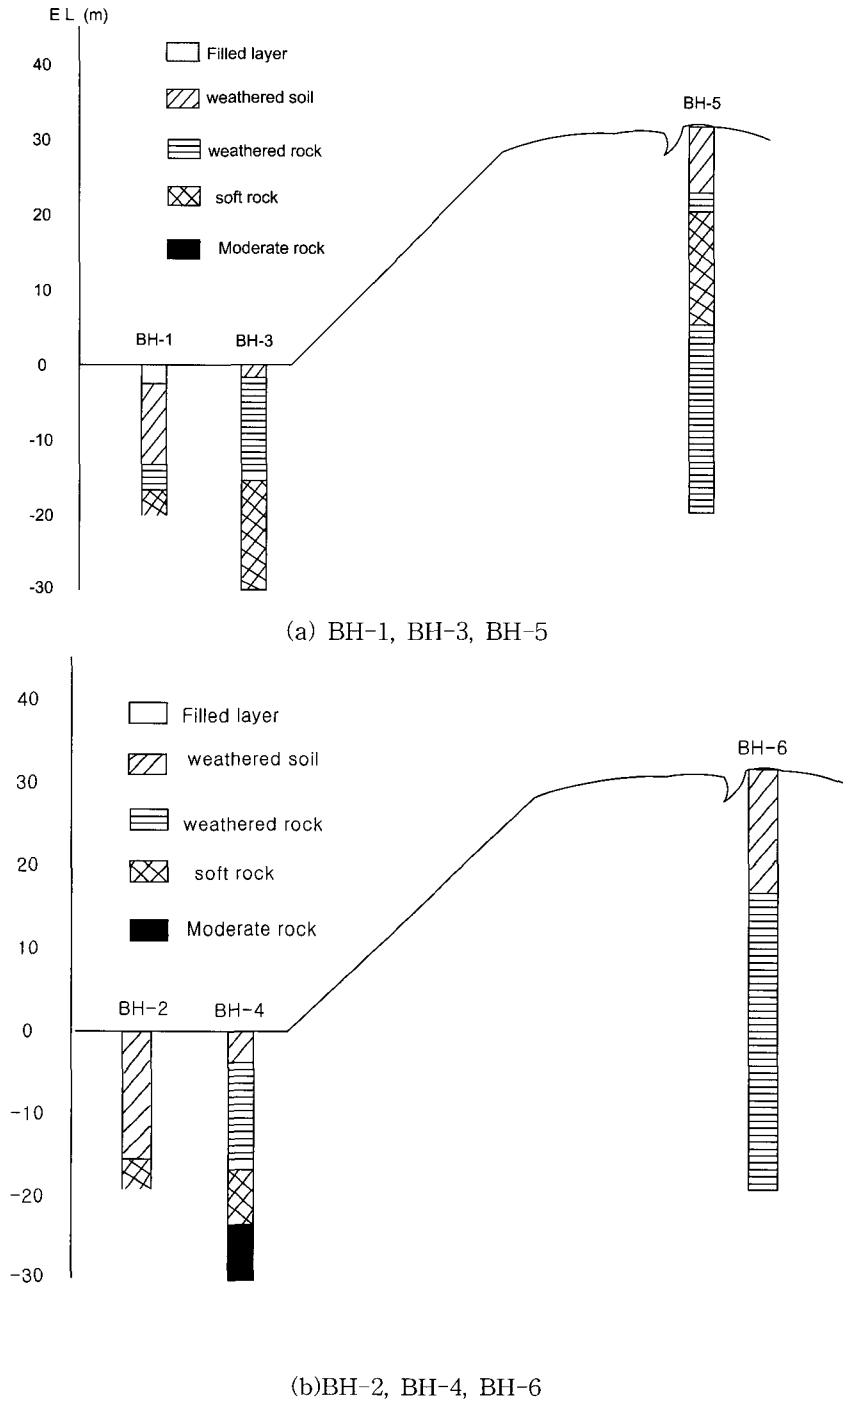 EL (m)
40
30
20
10
0
-10
-20
-30
Filled layer
weathered soil
weathered rock
soft rock
Moderate rock
BH-1
BH-3
BH-5
(a) BH-1, BH-3, BH-5
40
30
20
10
0
-10
-20
-30
Filled layer
weathered soil
weathered rock
soft rock
Moderate rock
BH-2
BH-4
BH-6
(b)BH-2, BH-4, BH-6